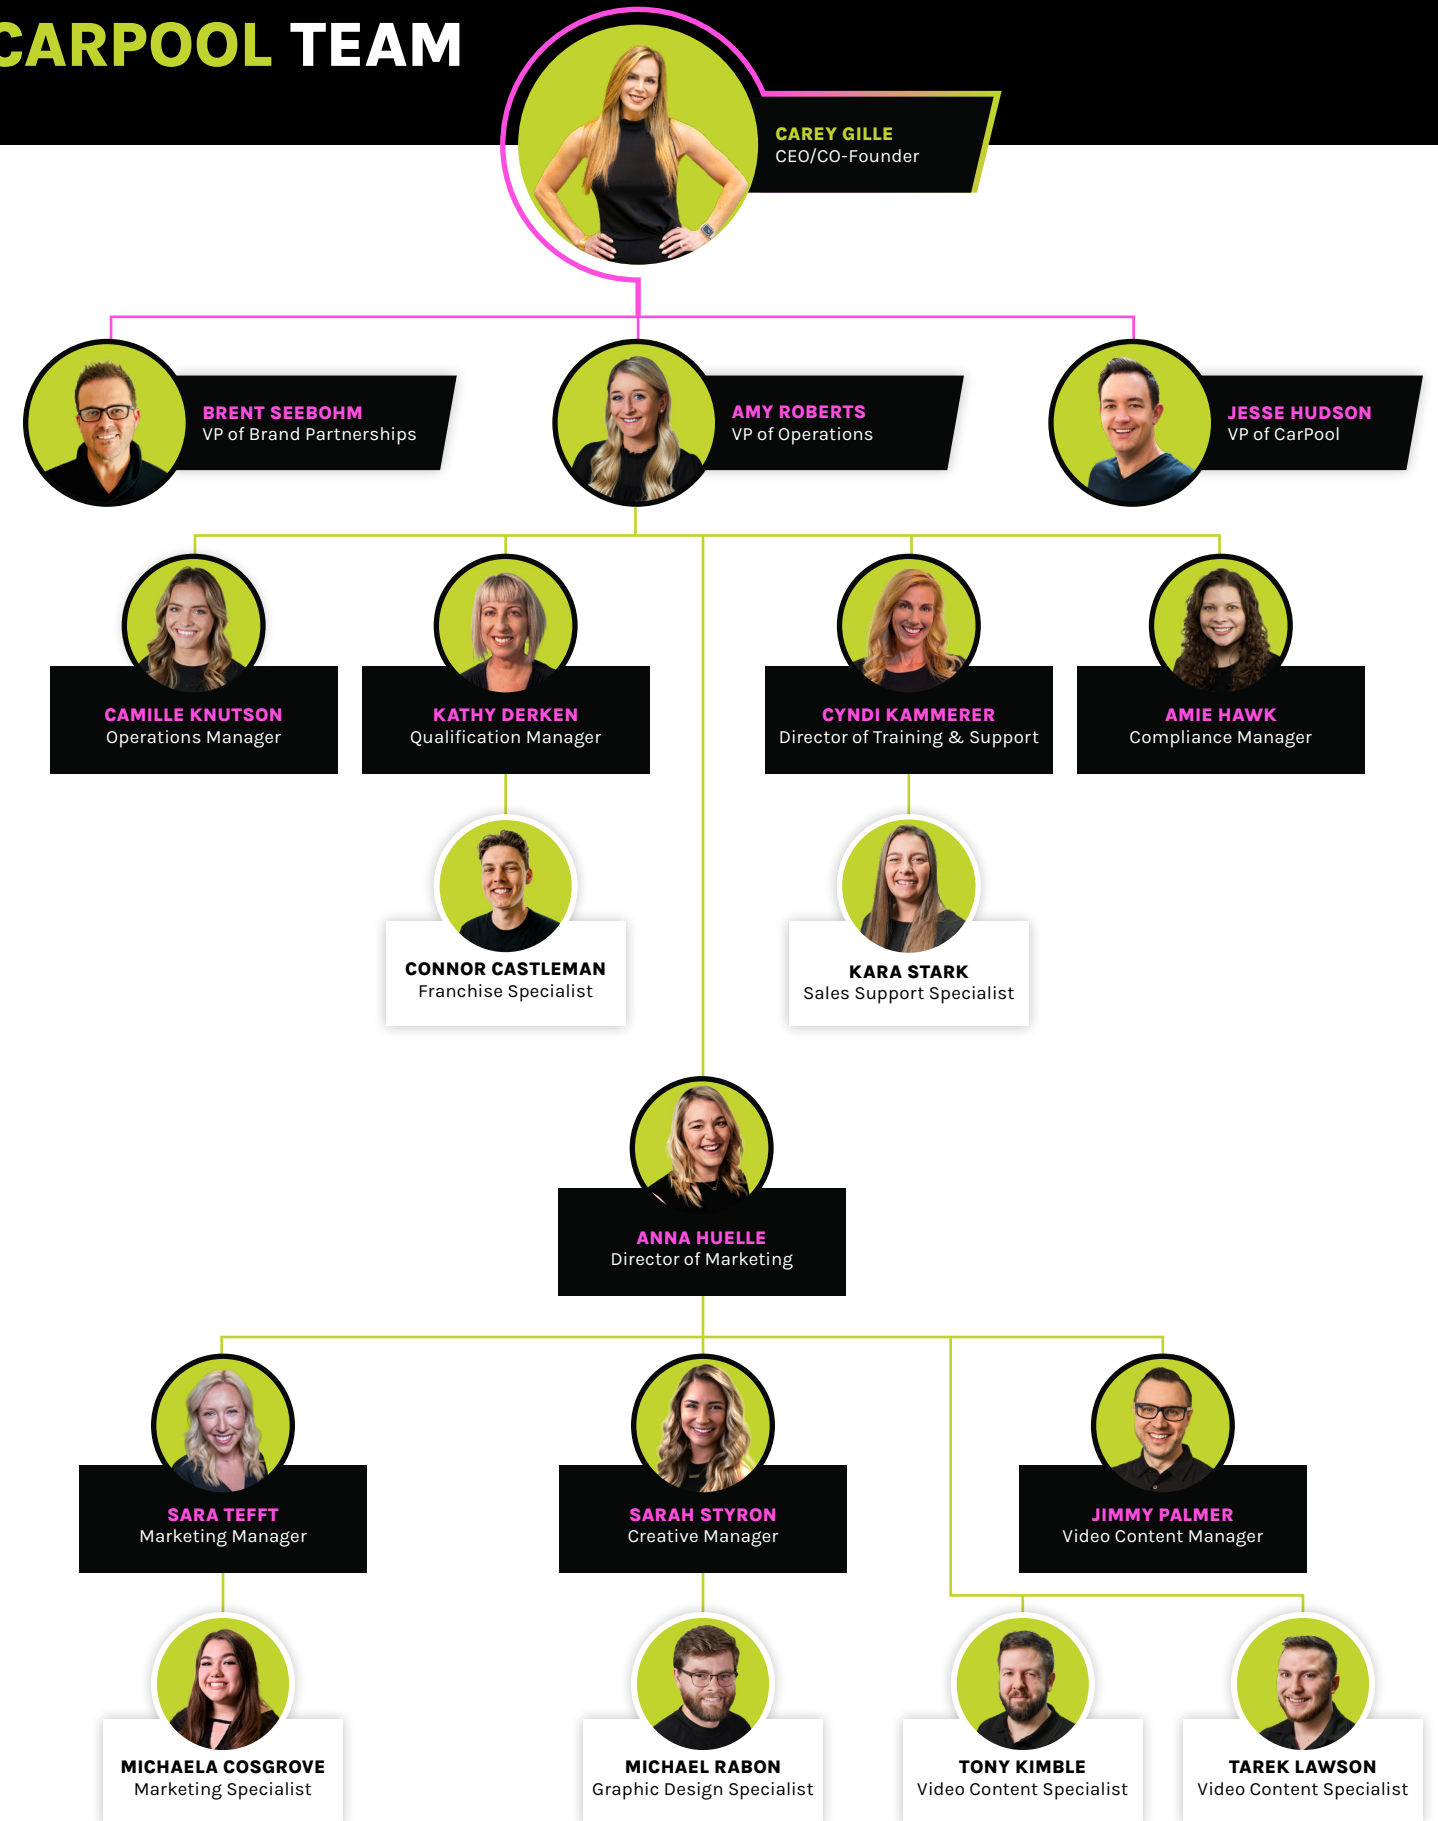 CARPOOL TEAM
CAREY GILLE
CEO/CO-Founder
BRENT SEEBOHM
VP of Brand Partnerships
AMY ROBERTS
VP of Operations
JESSE HUDSON
VP of CarPool
CAMILLE KNUTSON
Operations Manager
KATHY DERKEN
Qualification Manager
CYNDI KAMMERER
Director of Training & Support
AMIE HAWK
Compliance Manager
CONNOR CASTLEMAN
Franchise Specialist
KARA STARK
Sales Support Specialist
ANNA HUELLE
Director of Marketing
SARA TEFFT
Marketing Manager
SARAH STYRON
Creative Manager
JIMMY PALMER
Video Content Manager
MICHAELA COSGROVE
Marketing Specialist
MICHAEL RABON
Graphic Design Specialist
TONY KIMBLE
Video Content Specialist
TAREK LAWSON
Video Content Specialist